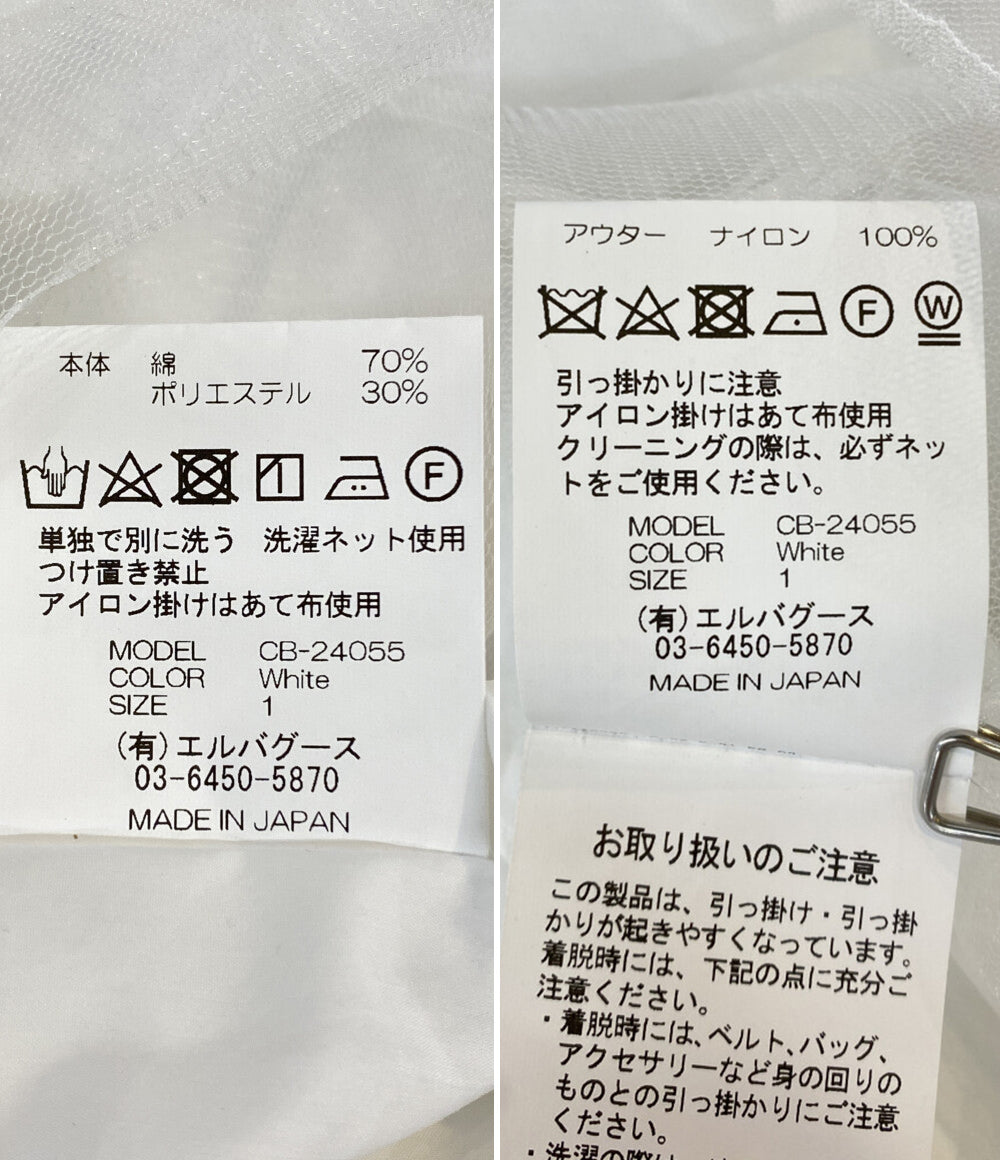 本体 綿 70%
ポリエステル 30%
F
単独で別に洗う 洗濯ネット使用
つけ置き禁止
アイロン掛けはあて布使用
MODEL CB-24055
COLOR White
SIZE 1
(有)エルバグース
03-6450-5870
MADE IN JAPAN
アウター ナイロン 100%
F W
引っ掛かりに注意
アイロン掛けはあて布使用
クリーニングの際は、必ずネッ
トをご使用ください。
MODEL CB-24055
COLOR White
SIZE 1
(有)エルバグース
03-6450-5870
MADE IN JAPAN
お取り扱いのご注意
この製品は、引っ掛け・引っ掛
かりが起きやすくなっています。
着脱時には、下記の点に充分ご
注意ください。
・着脱時には、ベルト、バッグ、
アクセサリーなど身の回りの
ものとの引っ掛かりにご注意
ください。
・洗濯の際は